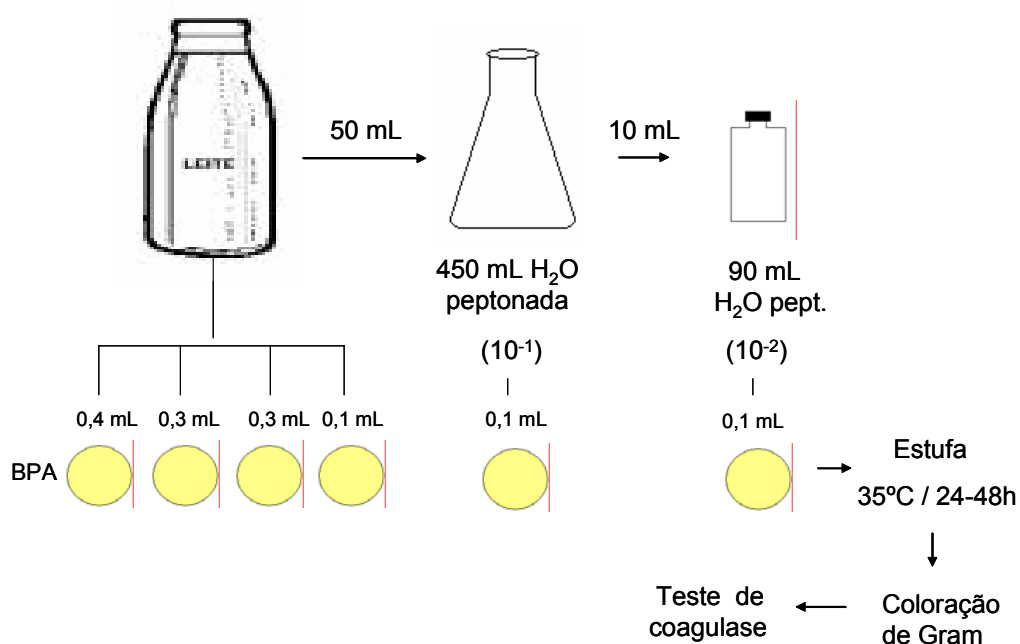 LEITE
50 mL
10 mL
450 mL H₂O
peptonada
(10⁻¹)
90 mL
H₂O pept.
(10⁻²)
0,4 mL
0,3 mL
0,3 mL
0,1 mL
0,1 mL
0,1 mL
BPA
Estufa
35ºC / 24-48h
Coloração
de Gram
Teste de
coagulase